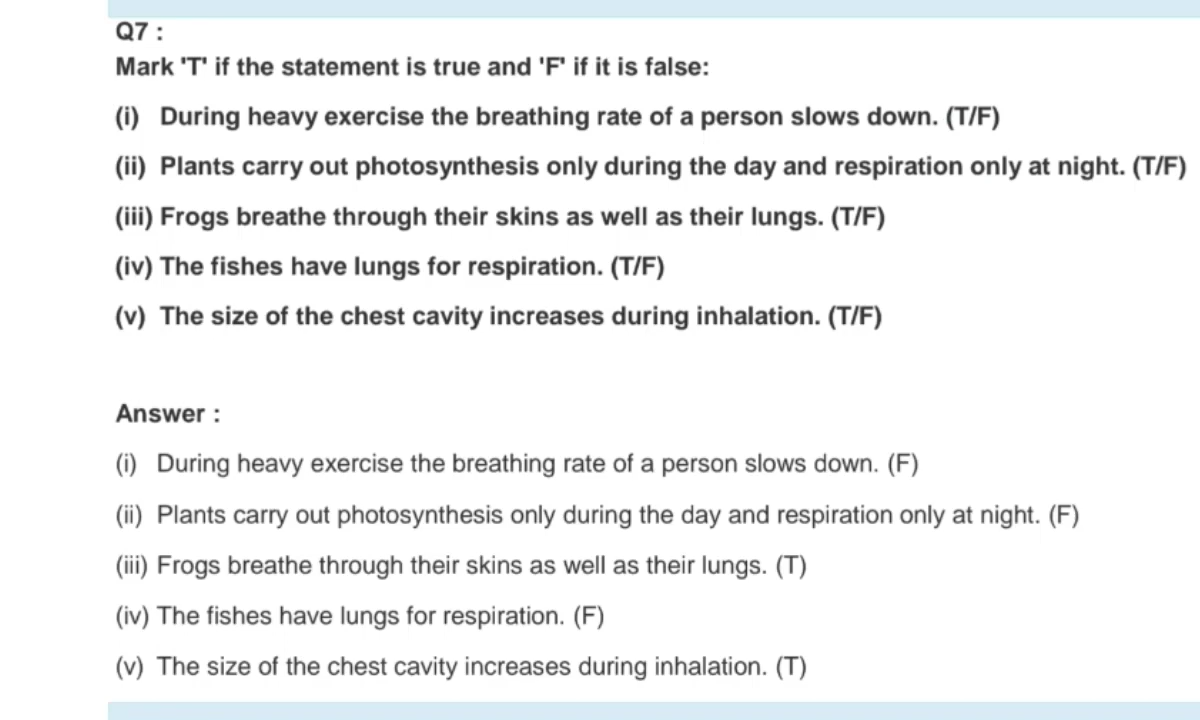 Q7 :
Mark 'T' if the statement is true and 'F' if it is false:
(i) During heavy exercise the breathing rate of a person slows down. (T/F)
(ii) Plants carry out photosynthesis only during the day and respiration only at night. (T/F)
(iii) Frogs breathe through their skins as well as their lungs. (T/F)
(iv) The fishes have lungs for respiration. (T/F)
(v) The size of the chest cavity increases during inhalation. (T/F)
Answer :
(i) During heavy exercise the breathing rate of a person slows down. (F)
(ii) Plants carry out photosynthesis only during the day and respiration only at night. (F)
(iii) Frogs breathe through their skins as well as their lungs. (T)
(iv) The fishes have lungs for respiration. (F)
(v) The size of the chest cavity increases during inhalation. (T)